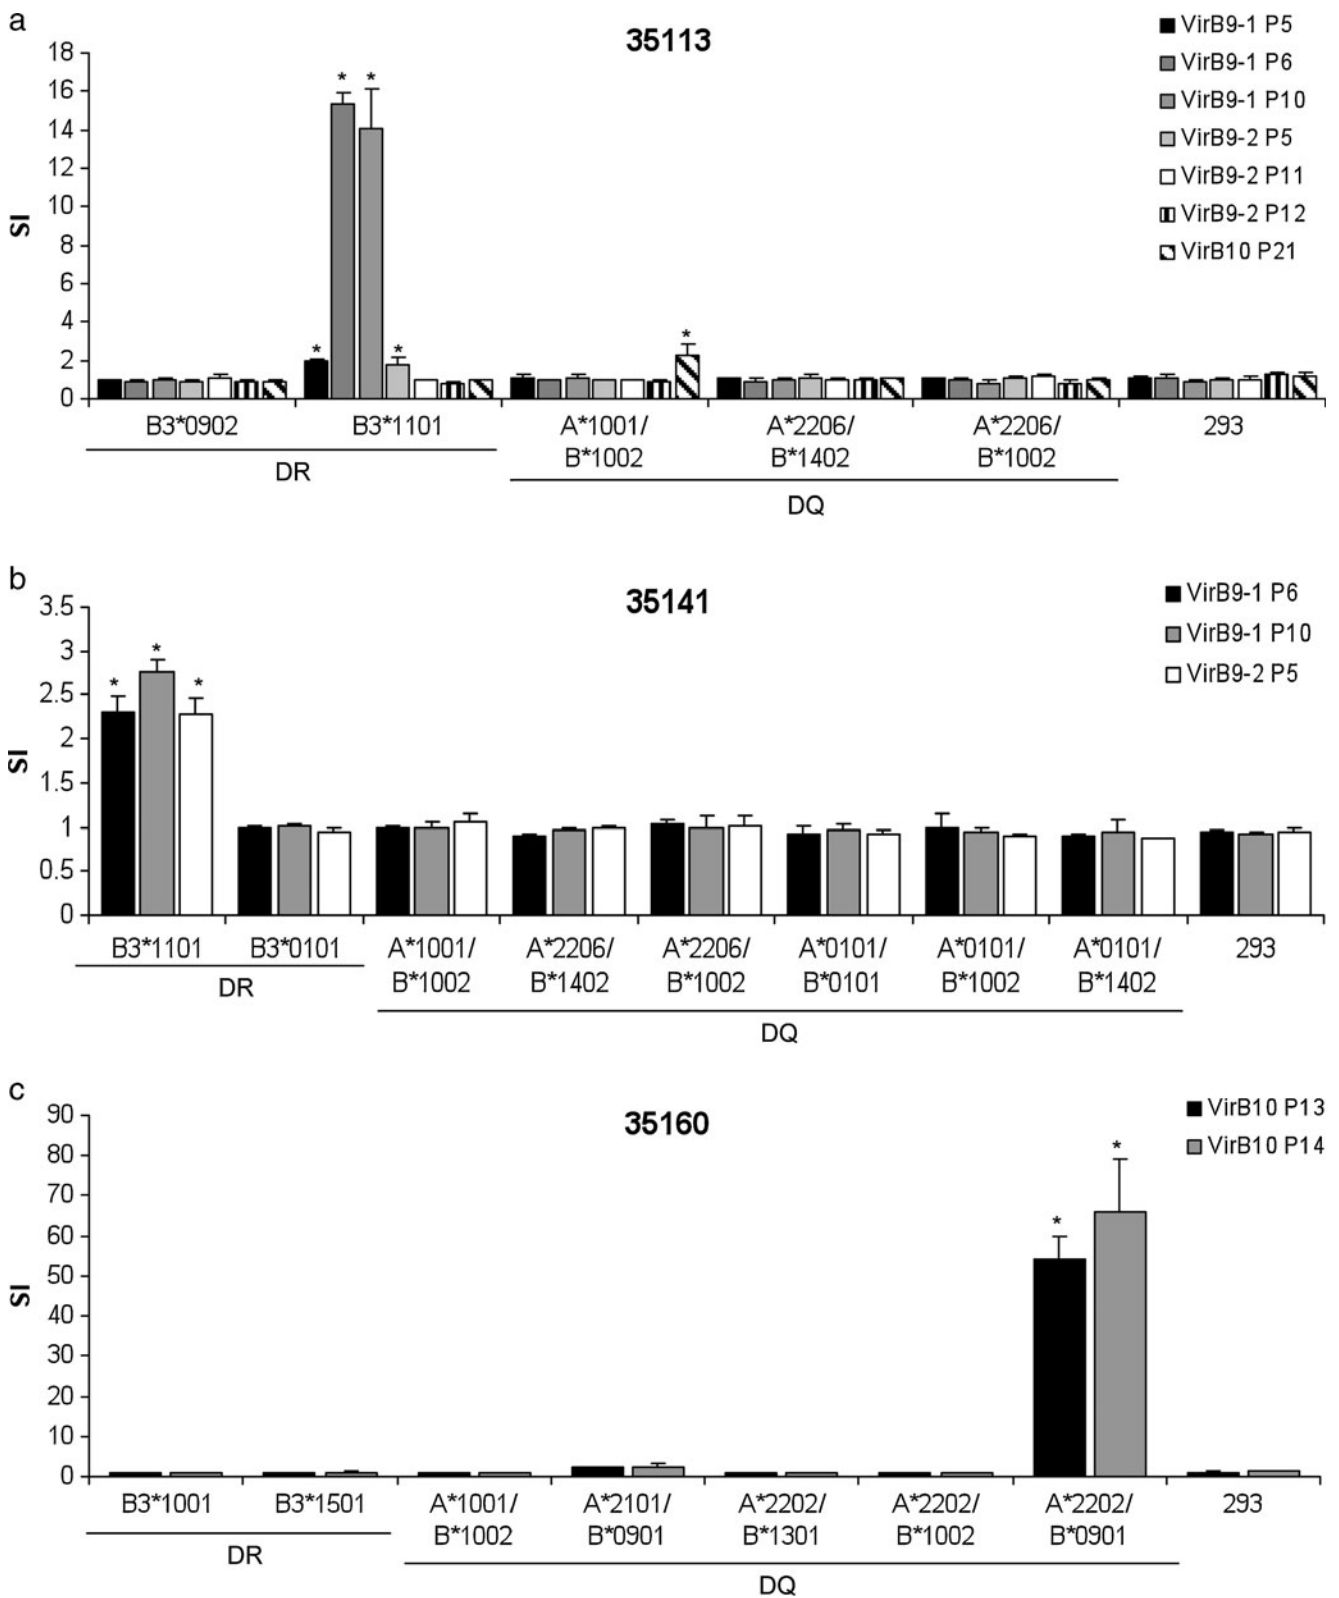 a
35113
VirB9-1 P5
VirB9-1 P6
VirB9-1 P10
VirB9-2 P5
VirB9-2 P11
VirB9-2 P12
VirB10 P21
SI
18
16
14
12
10
8
6
4
2
0
* *
* *
*
B3*0902 B3*1101 A*1001/ A*2206/ A*2206/ 293
B*1002 B*1402 B*1002
DR
DQ
b
35141
VirB9-1 P6
VirB9-1 P10
VirB9-2 P5
SI
3.5
3
2.5
2
1.5
1
0.5
0
* * *
B3*1101 B3*0101 A*1001/ A*2206/ A*2206/ A*0101/ A*0101/ A*0101/ 293
B*1002 B*1402 B*1002 B*0101 B*1002 B*1402
DR
DQ
c
35160
VirB10 P13
VirB10 P14
SI
90
80
70
60
50
40
30
20
10
0
* *
B3*1001 B3*1501 A*1001/ A*2101/ A*2202/ A*2202/ A*2202/ 293
B*1002 B*0901 B*1301 B*1002 B*0901
DR
DQ